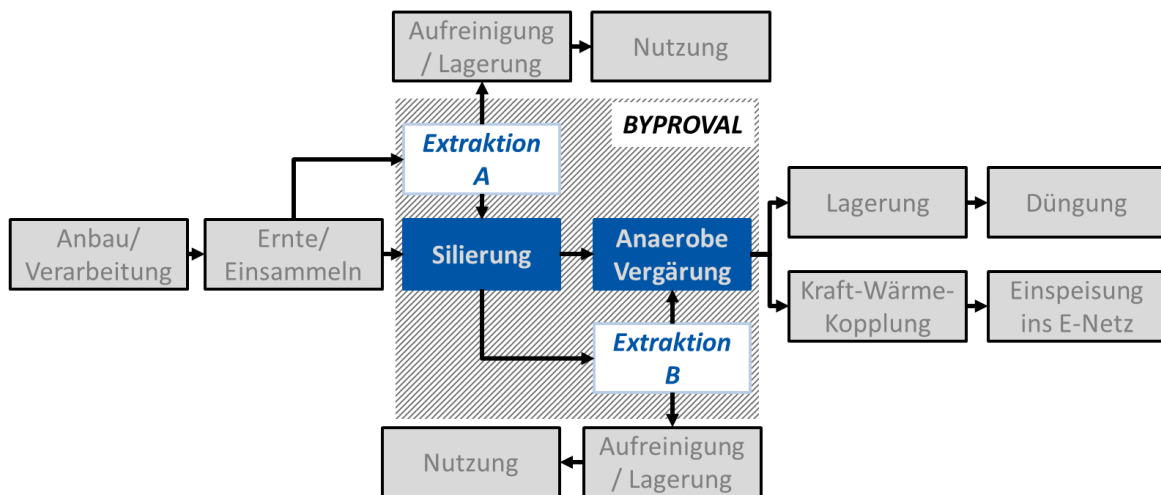 Aufreinigung
/ Lagerung
Nutzung
BYPROVAL
Extraktion
A
Anbau/
Verarbeitung
Ernte/
Einsammeln
Silierung
Anaerobe
Vergärung
Lagerung
Düngung
Kraft-Wärme-
Kopplung
Einspeisung
ins E-Netz
Extraktion
B
Nutzung
Aufreinigung
/ Lagerung